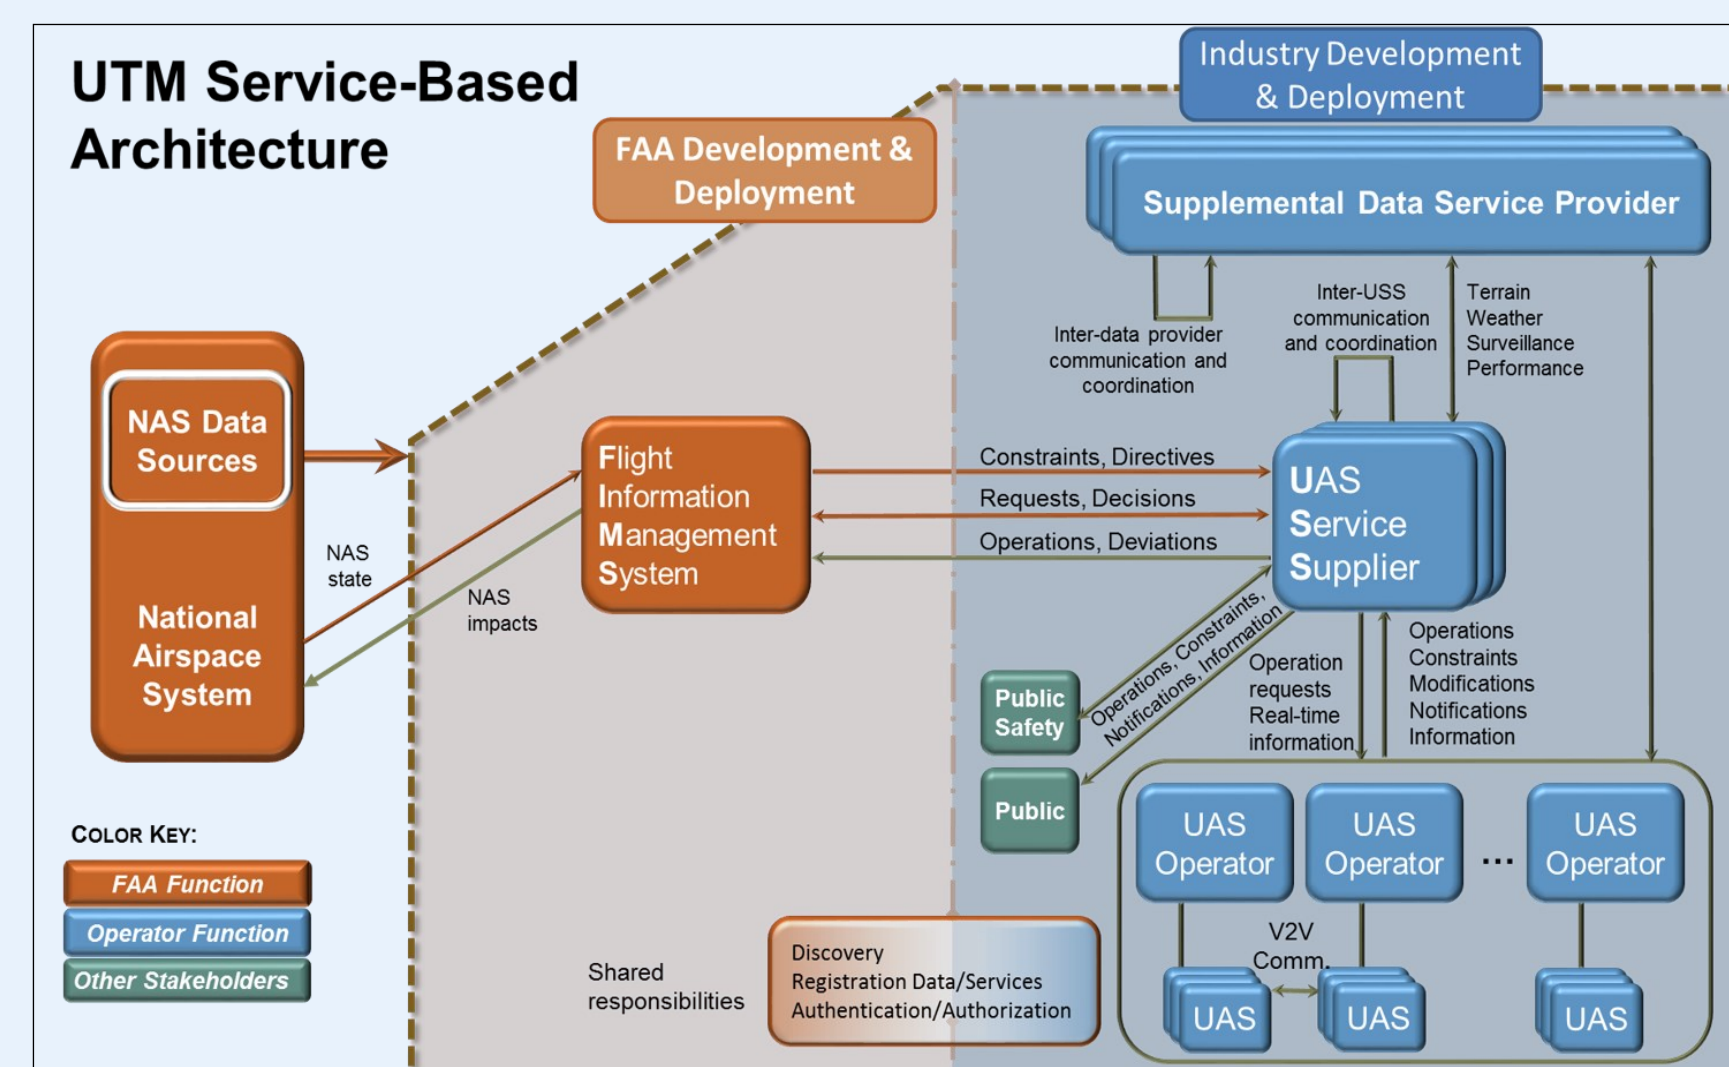 UTM Service-Based
Architecture
FAA Development &
Deployment
Industry Development
& Deployment
Supplemental Data Service Provider
Inter-data provider
communication and
coordination
Inter-USS
communication
and coordination
Terrain
Weather
Surveillance
Performance
NAS Data
Sources
National
Airspace
System
NAS
state
NAS
impacts
Flight
Information
Management
System
Constraints, Directives
Requests, Decisions
Operations, Deviations
UAS
Service
Supplier
Operations, Constraints,
Notifications, Information
Public
Safety
Public
Operation
requests
Real-time
information
Operations
Constraints
Modifications
Notifications
Information
UAS
Operator
UAS
Operator
...
UAS
Operator
V2V
Comm.
UAS
UAS
UAS
COLOR KEY:
FAA Function
Operator Function
Other Stakeholders
Shared
responsibilities
Discovery
Registration Data/Services
Authentication/Authorization